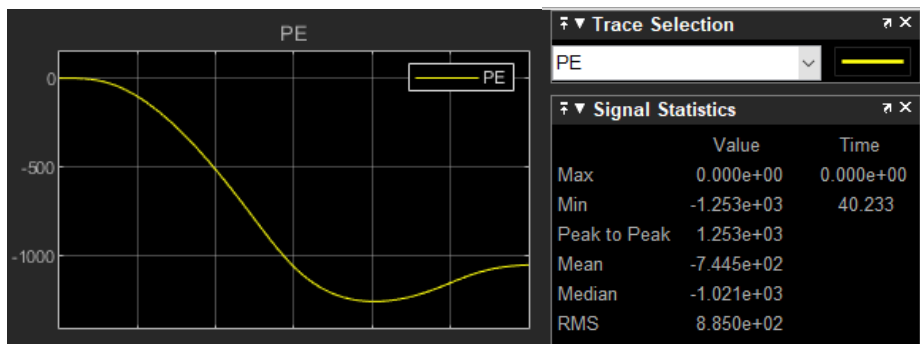 PE
PE
0
-500
-1000
Trace Selection
PE
Signal Statistics
Value Time
Max 0.000e+00 0.000e+00
Min -1.253e+03 40.233
Peak to Peak 1.253e+03
Mean -7.445e+02
Median -1.021e+03
RMS 8.850e+02